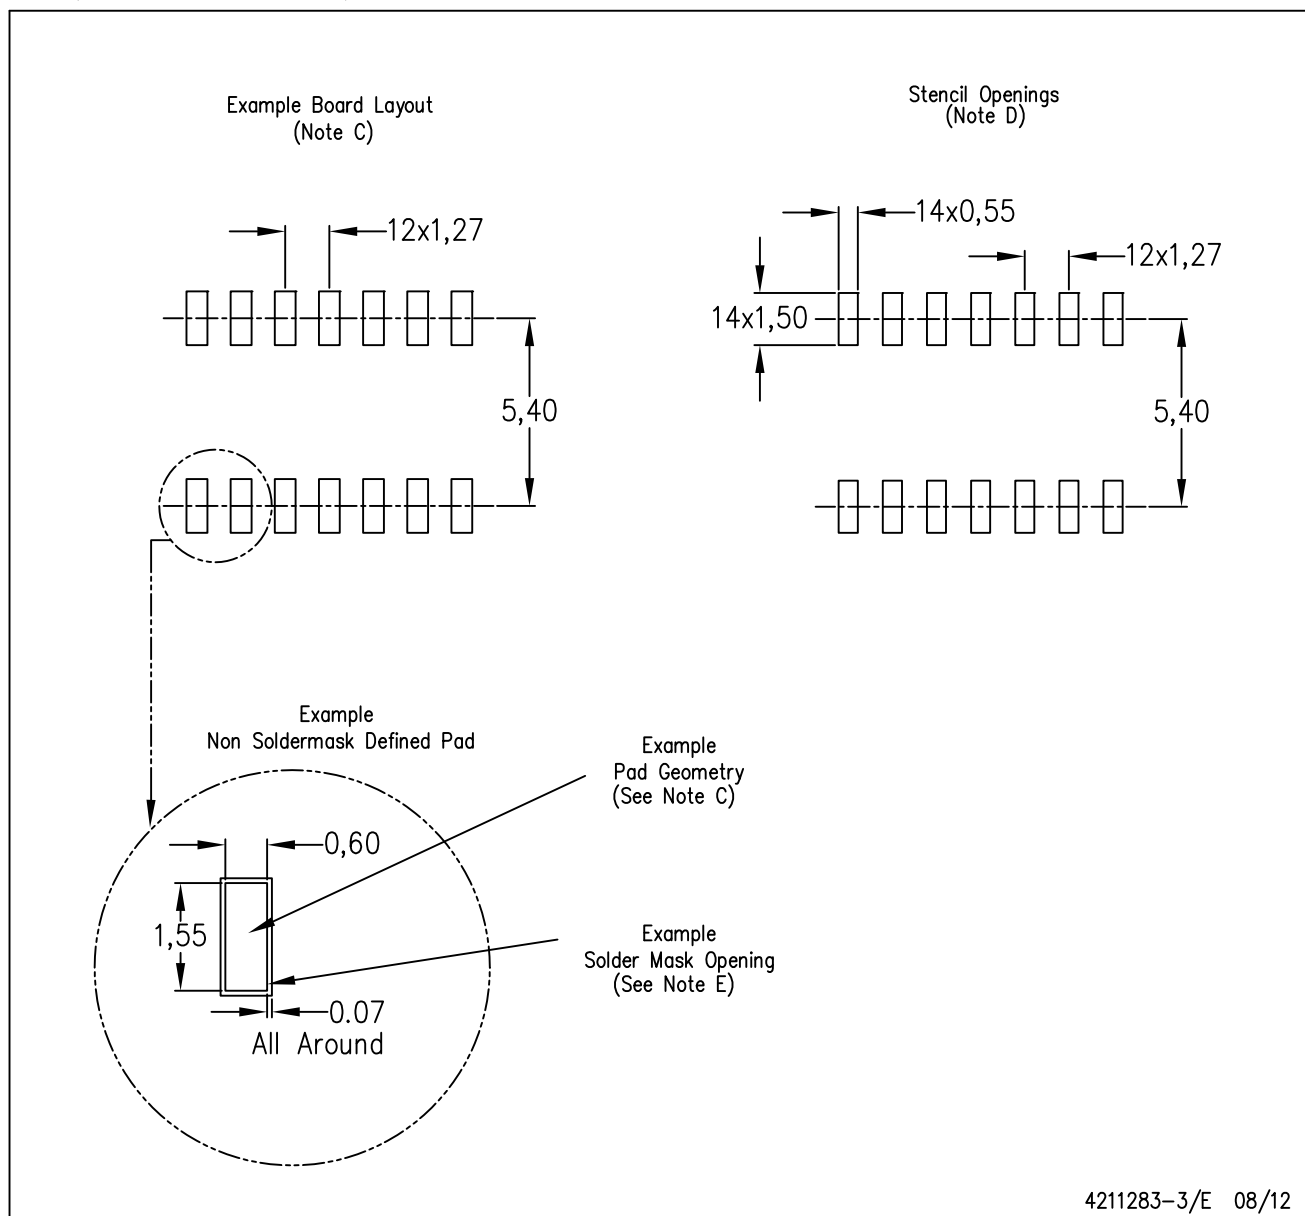 Example Board Layout
(Note C)
Stencil Openings
(Note D)
12x1,27
5,40
14x0,55
12x1,27
14x1,50
5,40
Example
Non Soldermask Defined Pad
Example
Pad Geometry
(See Note C)
0,60
1,55
Example
Solder Mask Opening
(See Note E)
0.07
All Around
4211283-3/E 08/12